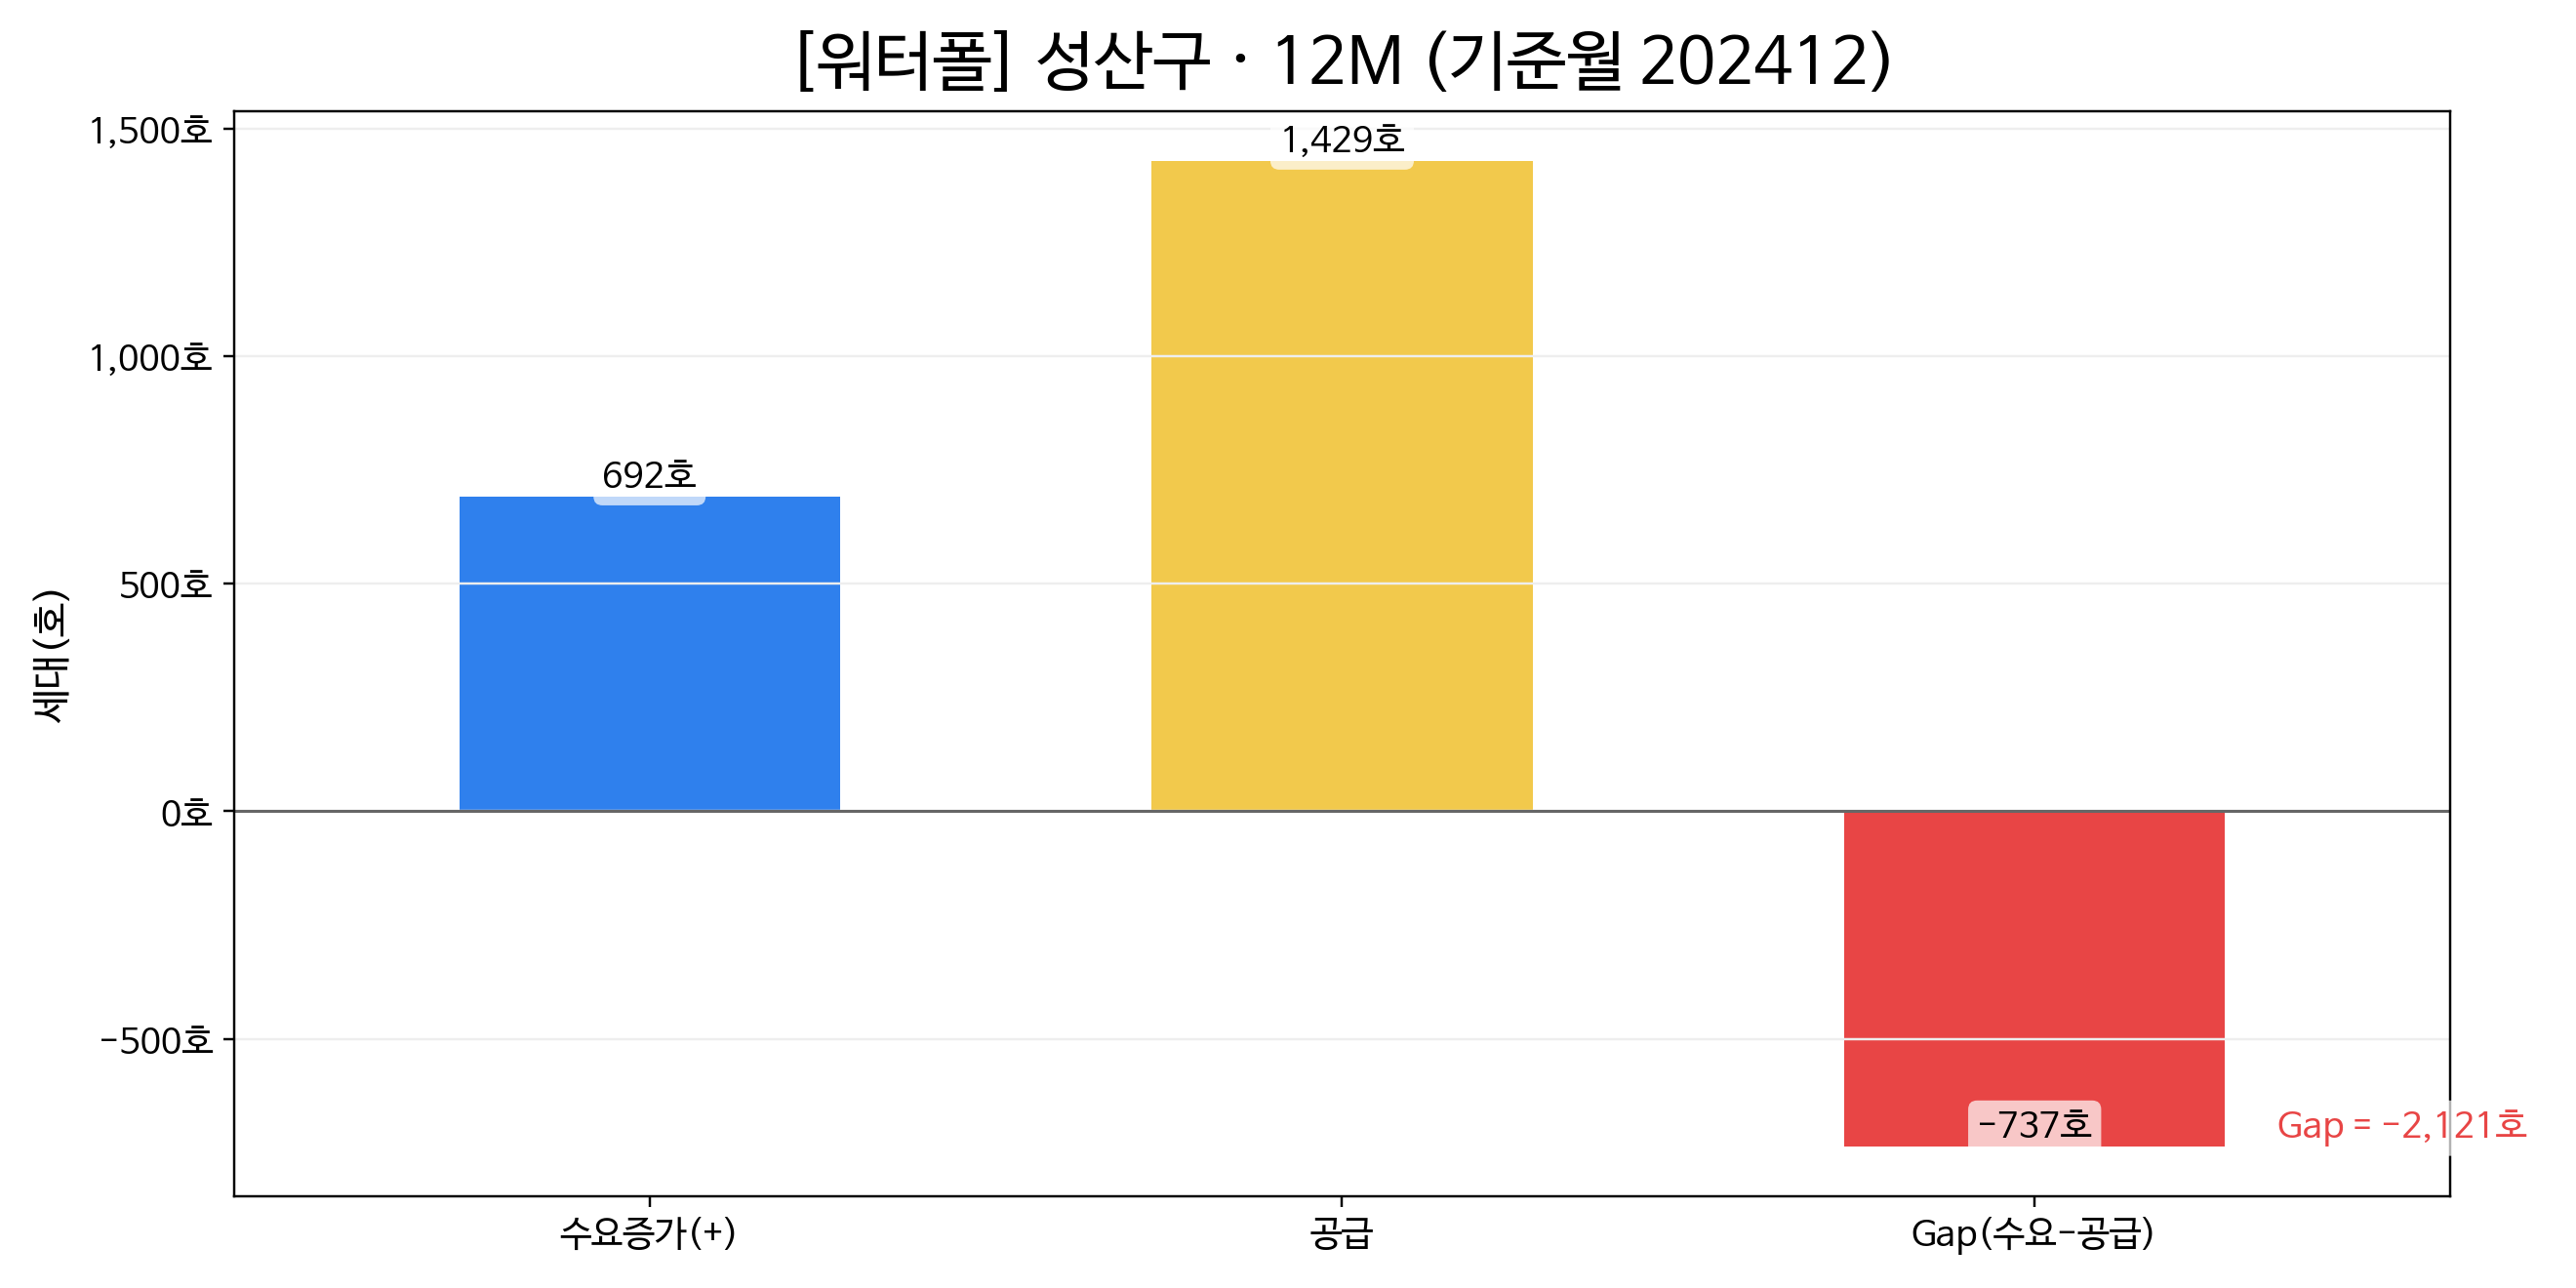 [워터폴] 성산구 · 12M (기준월 202412)
세대(호)
1,500호
1,000호
500호
0호
-500호
692호
1,429호
-737호
Gap = -2,121호
수요증가(+)
공급
Gap(수요-공급)